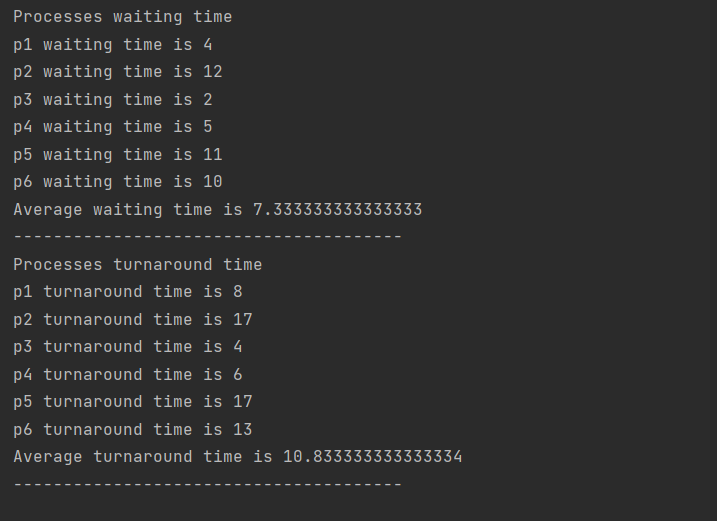 Processes waiting time
p1 waiting time is 4
p2 waiting time is 12
p3 waiting time is 2
p4 waiting time is 5
p5 waiting time is 11
p6 waiting time is 10
Average waiting time is 7.333333333333333
---------------------------------------
Processes turnaround time
p1 turnaround time is 8
p2 turnaround time is 17
p3 turnaround time is 4
p4 turnaround time is 6
p5 turnaround time is 17
p6 turnaround time is 13
Average turnaround time is 10.833333333333334
---------------------------------------